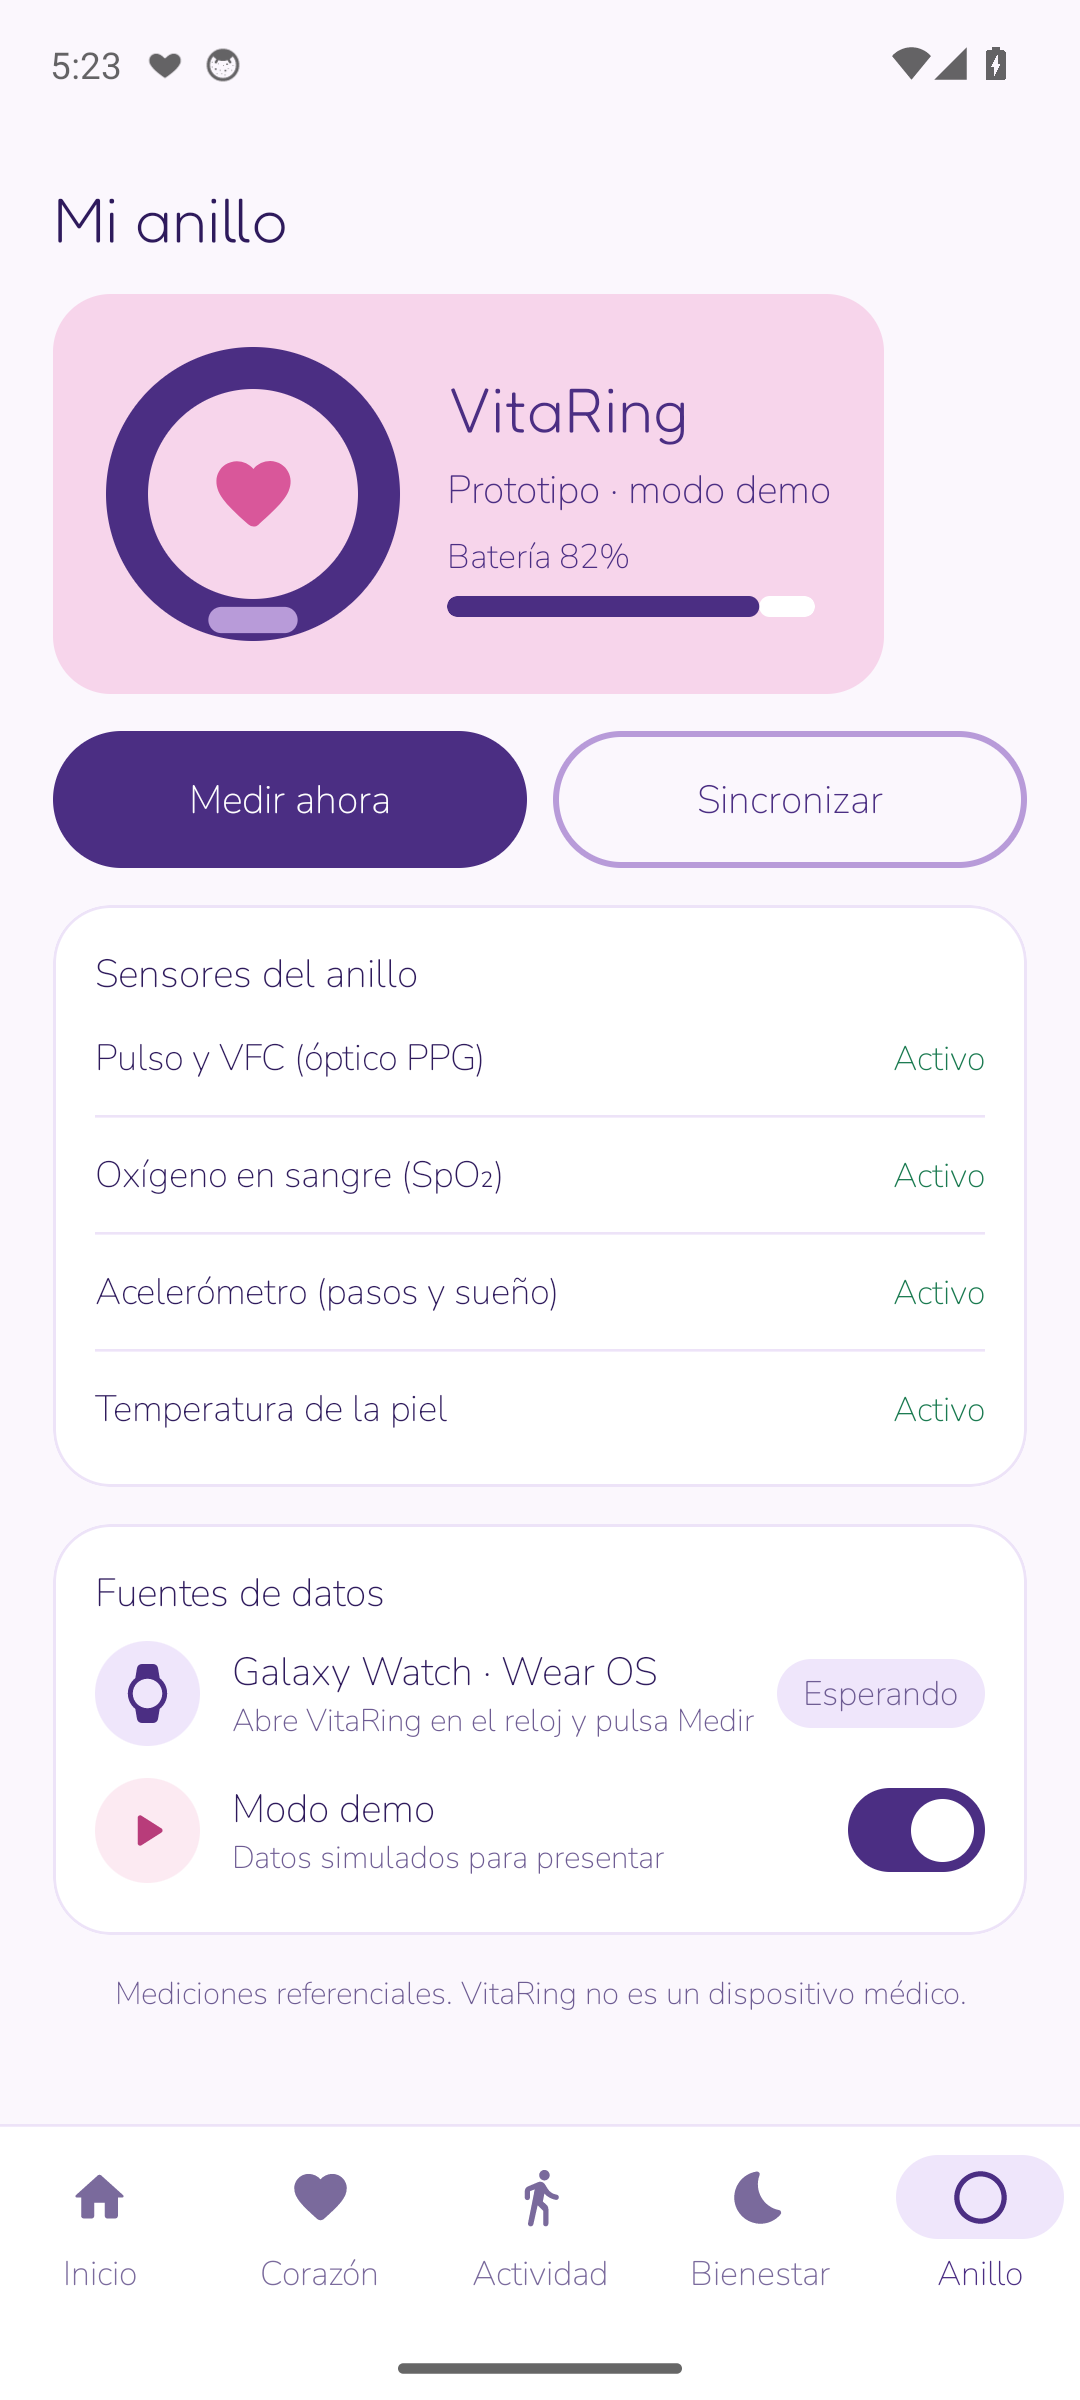 5:23
Mi anillo
VitaRing
Prototipo · modo demo
Batería 82%
Medir ahora
Sincronizar
Sensores del anillo
Pulso y VFC (óptico PPG)
Activo
Oxígeno en sangre (SpO₂)
Activo
Acelerómetro (pasos y sueño)
Activo
Temperatura de la piel
Activo
Fuentes de datos
Galaxy Watch · Wear OS
Abre VitaRing en el reloj y pulsa Medir
Esperando
Modo demo
Datos simulados para presentar
Mediciones referenciales. VitaRing no es un dispositivo médico.
Inicio
Corazón
Actividad
Bienestar
Anillo